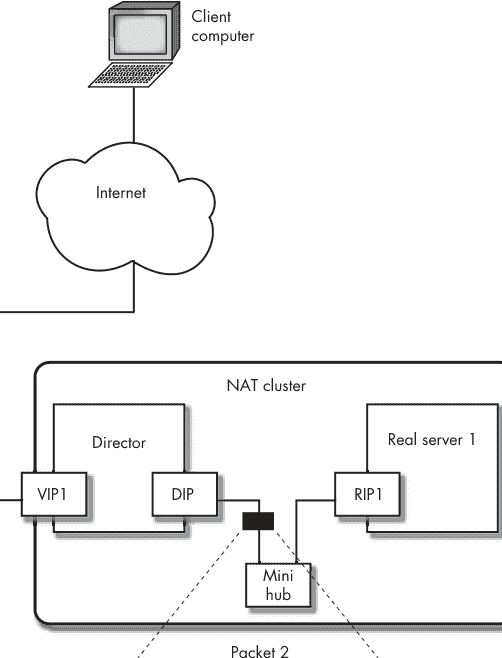 Client
computer
Internet
NAT cluster
Director
Real server 1
VIP1
DIP
RIP1
Mini
hub
Packet 2